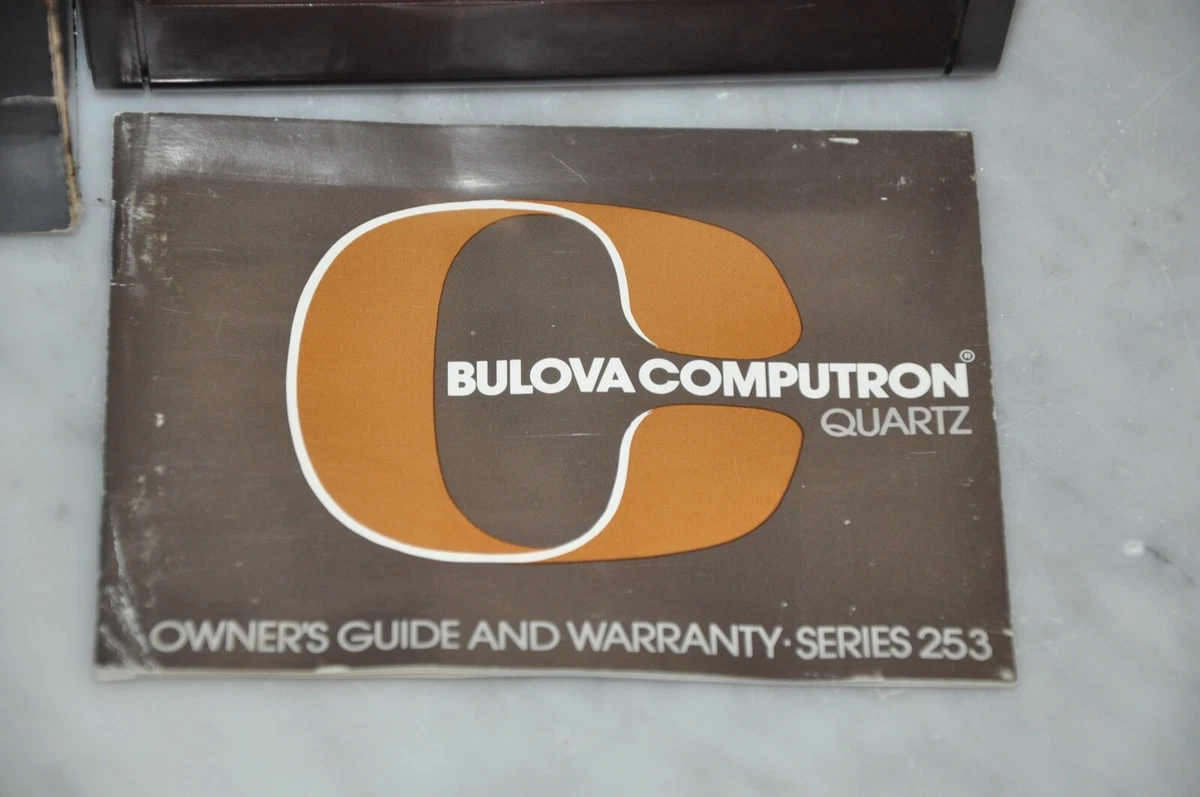 BULOVA COMPUTRON®
QUARTZ
OWNER'S GUIDE AND WARRANTY·SERIES 253